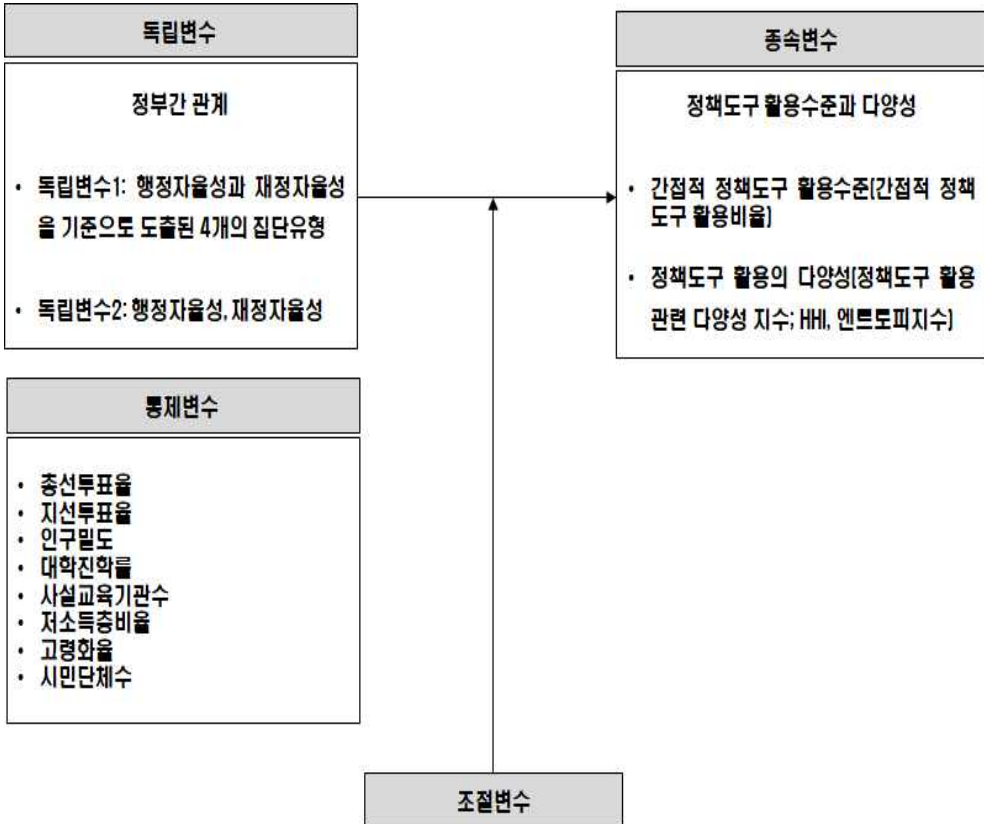 독립변수
정부간 관계
• 독립변수1: 행정자율성과 재정자율성
을 기준으로 도출된 4개의 집단유형
• 독립변수2: 행정자율성, 재정자율성
종속변수
정책도구 활용수준과 다양성
• 간접적 정책도구 활용수준(간접적 정책
도구 활용비율)
• 정책도구 활용의 다양성(정책도구 활용
관련 다양성 지수; HHI, 엔트로피지수)
통제변수
• 총선투표율
• 지선투표율
• 인구밀도
• 대학진학률
• 사설교육기관수
• 저소득층비율
• 고령화율
• 시민단체수
조절변수